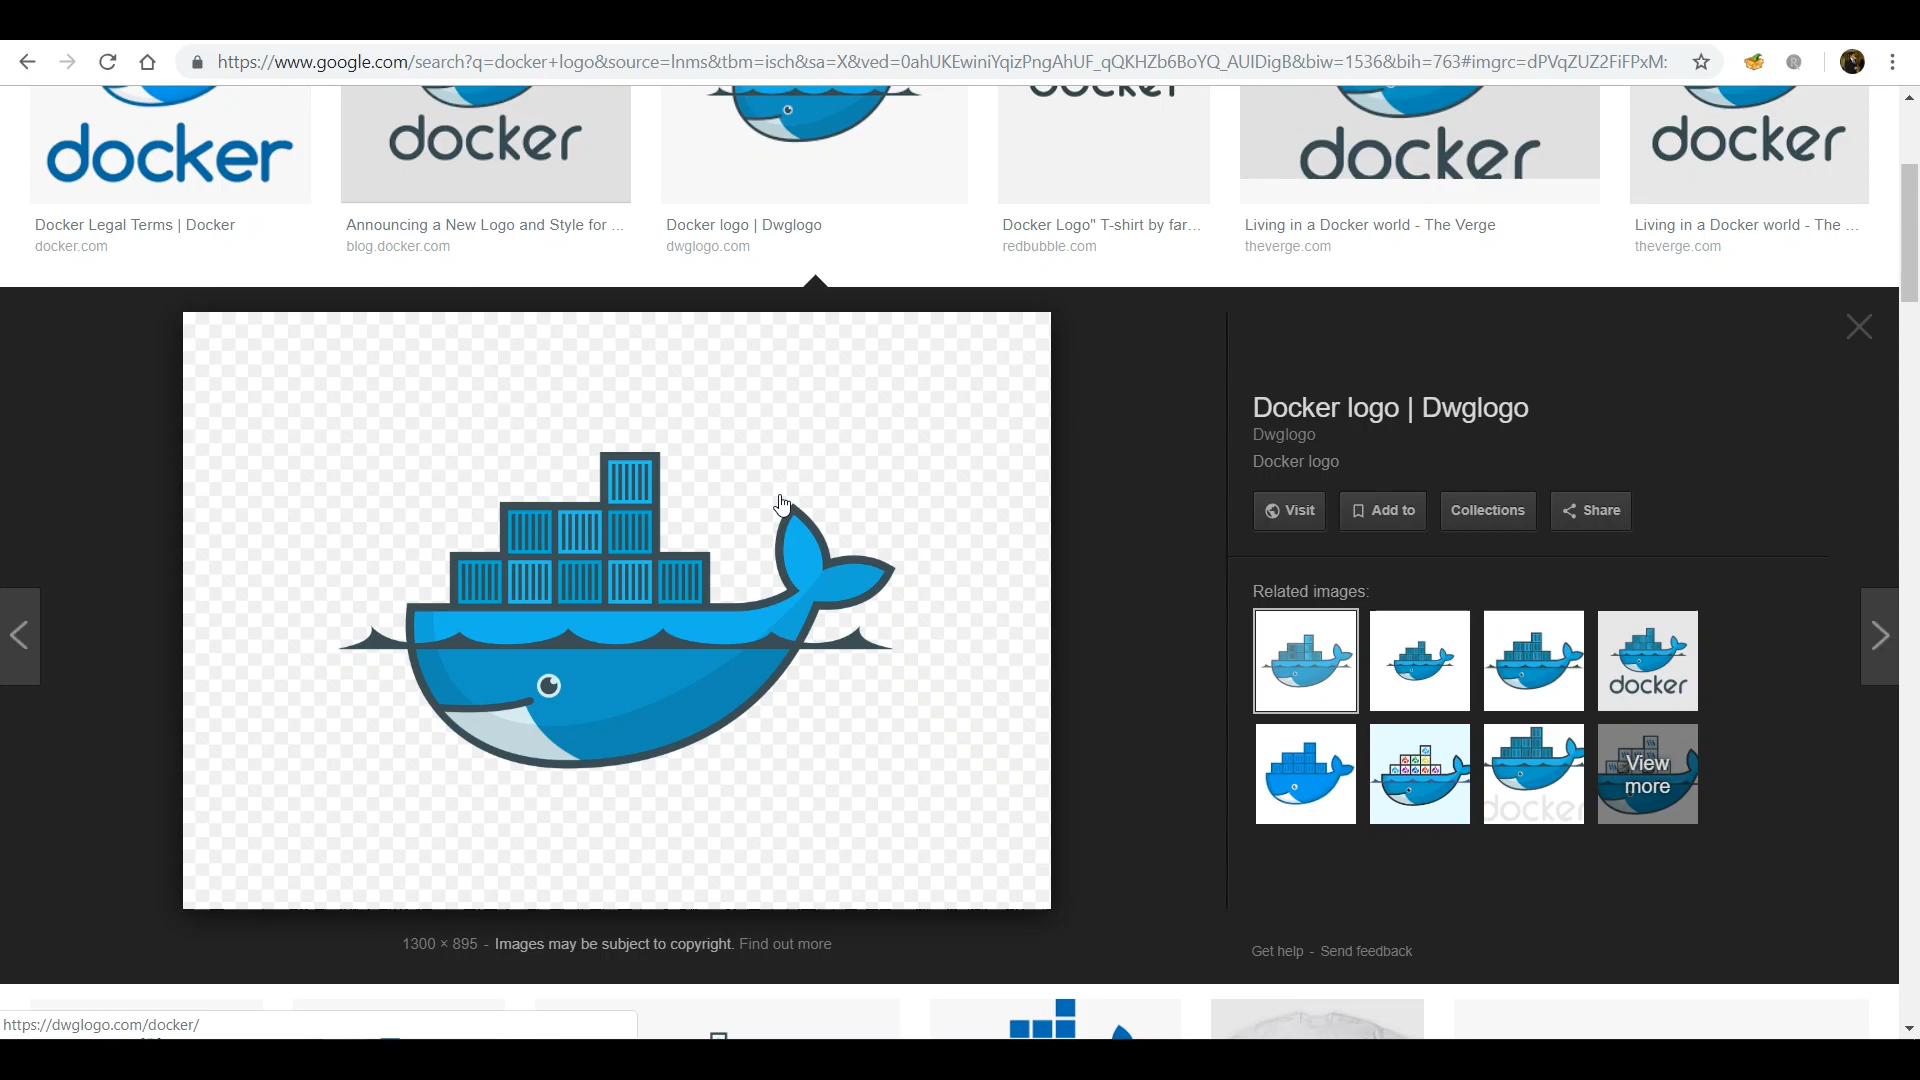 https://www.google.com/search?q=docker+logo&source=lnms&tbm=isch&sa=X&ved=0ahUKEwiniYqizPngAhUF_qQKHZb6BoYQ_AUIDigB&biw=1536&bih=763#imgrc=dPVqZUZ2FiFPxM:
docker
docker
docker
docker
docker
Docker Legal Terms | Docker
docker.com
Announcing a New Logo and Style for ...
blog.docker.com
Docker logo | Dwglogo
dwglogo.com
Docker Logo" T-shirt by far...
redbubble.com
Living in a Docker world - The Verge
theverge.com
Living in a Docker world - The ...
theverge.com
Docker logo | Dwglogo
Dwglogo
Docker logo
Visit
Add to
Collections
Share
Related images:
docker
docker
View
more
1300 × 895 - Images may be subject to copyright. Find out more
Get help - Send feedback
https://dwglogo.com/docker/